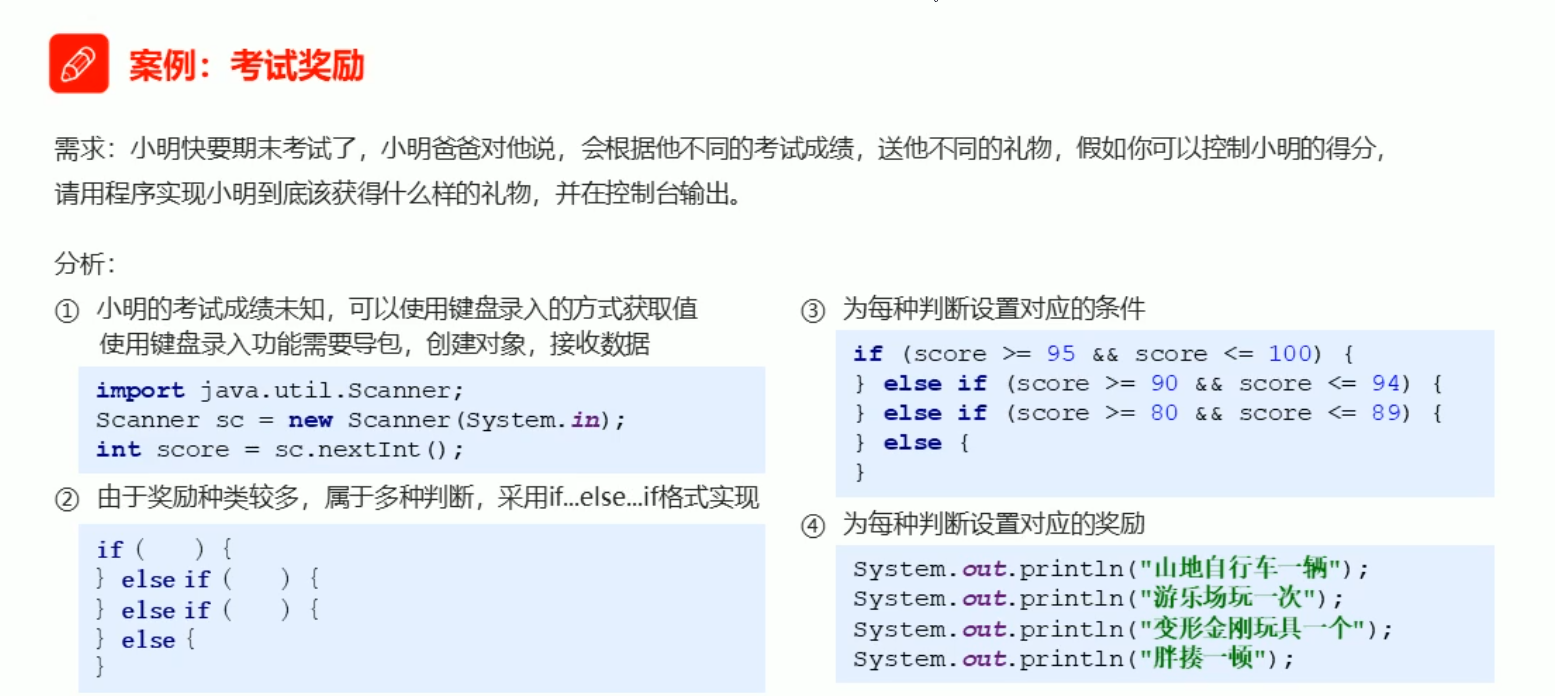 案例：考试奖励
需求：小明快要期末考试了，小明爸爸对他说，会根据他不同的考试成绩，送他不同的礼物，假如你可以控制小明的得分，
请用程序实现小明到底该获得什么样的礼物，并在控制台输出。
分析：
① 小明的考试成绩未知，可以使用键盘录入的方式获取值
使用键盘录入功能需要导包，创建对象，接收数据
import java.util.Scanner;
Scanner sc = new Scanner(System.in);
int score = sc.nextInt();
② 由于奖励种类较多，属于多种判断，采用if...else...if格式实现
if (    ) {
} else if (    ) {
} else if (    ) {
} else {
}
③ 为每种判断设置对应的条件
if (score >= 95 && score <= 100) {
} else if (score >= 90 && score <= 94) {
} else if (score >= 80 && score <= 89) {
} else {
}
④ 为每种判断设置对应的奖励
System.out.println("山地自行车一辆");
System.out.println("游乐场玩一次");
System.out.println("变形金刚玩具一个");
System.out.println("胖揍一顿");